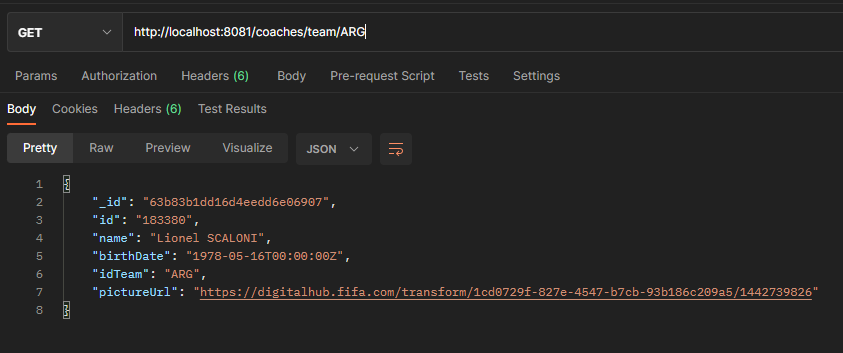 GET http://localhost:8081/coaches/team/ARG
Params Authorization Headers (6) Body Pre-request Script Tests Settings
Body Cookies Headers (6) Test Results
Pretty Raw Preview Visualize JSON
1 {
2 "_id": "63b83b1dd16d4eedd6e06907",
3 "id": "183380",
4 "name": "Lionel SCALONI",
5 "birthDate": "1978-05-16T00:00:00Z",
6 "idTeam": "ARG",
7 "pictureUrl": "https://digitalhub.fifa.com/transform/1cd0729f-827e-4547-b7cb-93b186c209a5/1442739826"
8 }